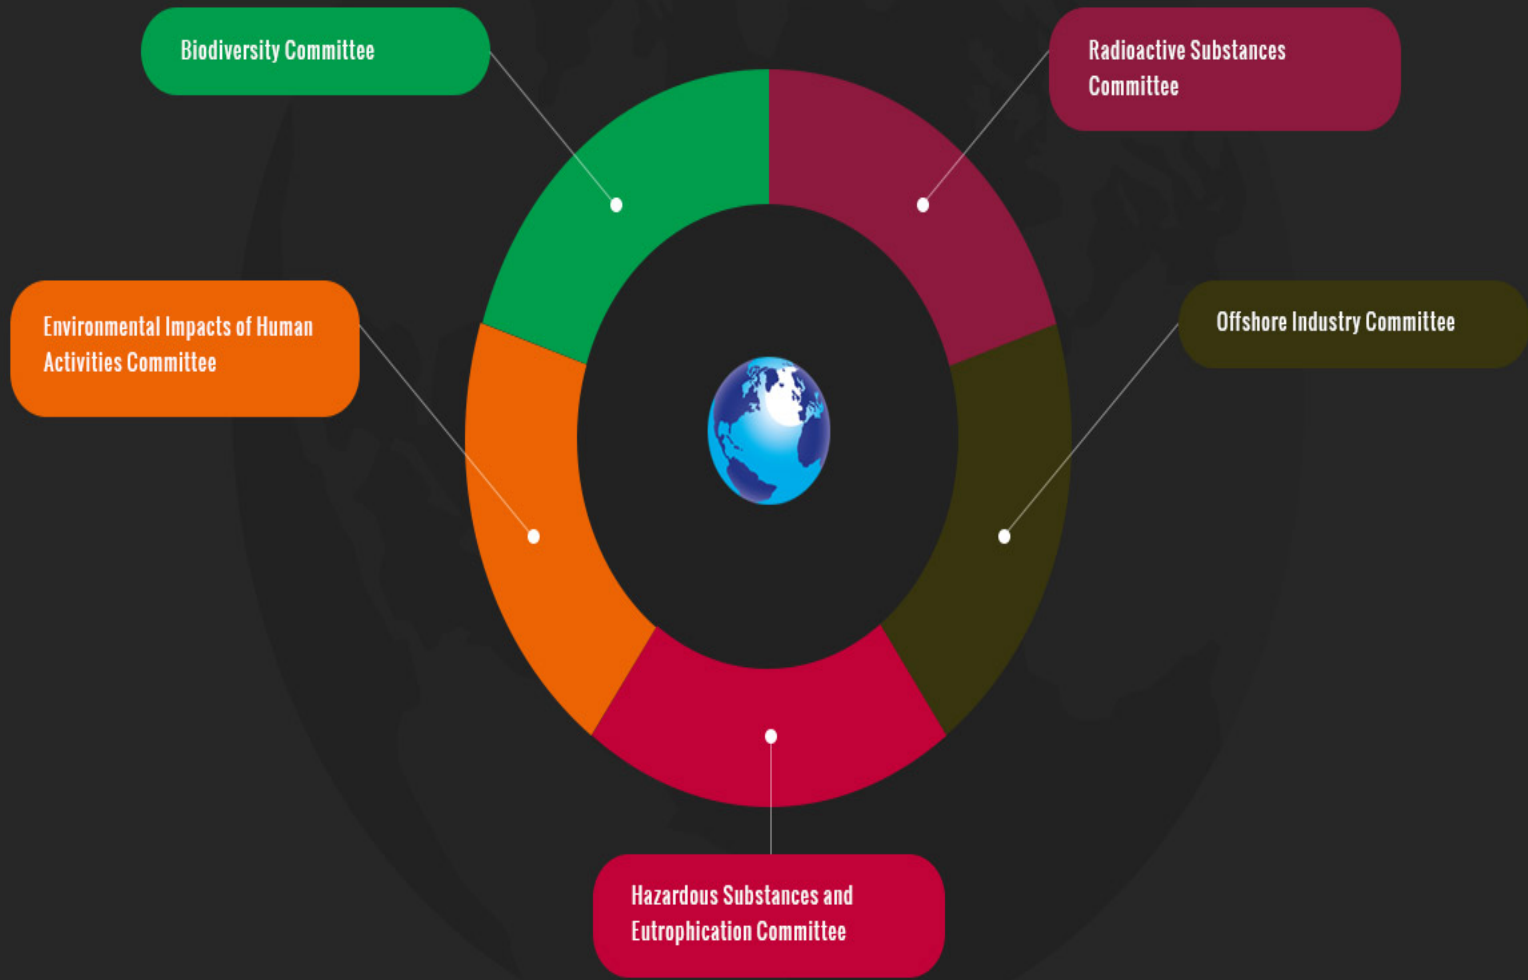 Biodiversity Committee
Radioactive Substances
Committee
Environmental Impacts of Human
Activities Committee
Offshore Industry Committee
Hazardous Substances and
Eutrophication Committee